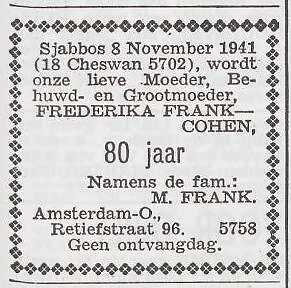 Sjabbos 8 November 1941
(18 Cheswan 5702), wordt
onze lieve Moeder, Be-
huwd- en Grootmoeder,
FREDERIKA FRANK—
COHEN,
80 jaar
Namens de fam.:
M. FRANK.
Amsterdam-O.,
Retiefstraat 96. 5758
Geen ontvangdag.